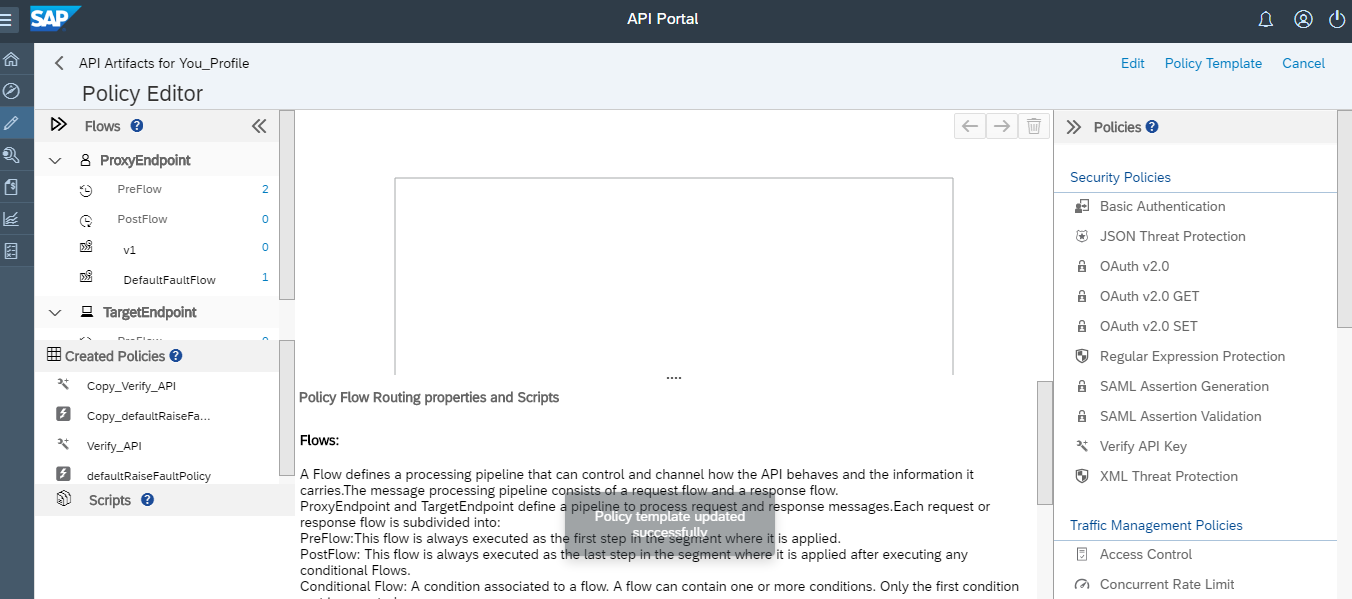 SAP
API Portal
API Artifacts for You_Profile
Edit
Policy Template
Cancel
Policy Editor
Flows
ProxyEndpoint
PreFlow
2
PostFlow
0
v1
0
DefaultFaultFlow
1
TargetEndpoint
PreFlow
0
Created Policies
Copy_Verify_API
Copy_defaultRaiseFa...
Verify_API
defaultRaiseFaultPolicy
Scripts
Policy Flow Routing properties and Scripts
Flows:
A Flow defines a processing pipeline that can control and channel how the API behaves and the information it
carries.The message processing pipeline consists of a request flow and a response flow.
ProxyEndpoint and TargetEndpoint define a pipeline to process request and response messages.Each request or
response flow is subdivided into:
PreFlow:This flow is always executed as the first step in the segment where it is applied.
PostFlow: This flow is always executed as the last step in the segment where it is applied after executing any
conditional Flows.
Conditional Flow: A condition associated to a flow. A flow can contain one or more conditions. Only the first condition
Policy template updated
successfully
Policies
Security Policies
Basic Authentication
JSON Threat Protection
OAuth v2.0
OAuth v2.0 GET
OAuth v2.0 SET
Regular Expression Protection
SAML Assertion Generation
SAML Assertion Validation
Verify API Key
XML Threat Protection
Traffic Management Policies
Access Control
Concurrent Rate Limit